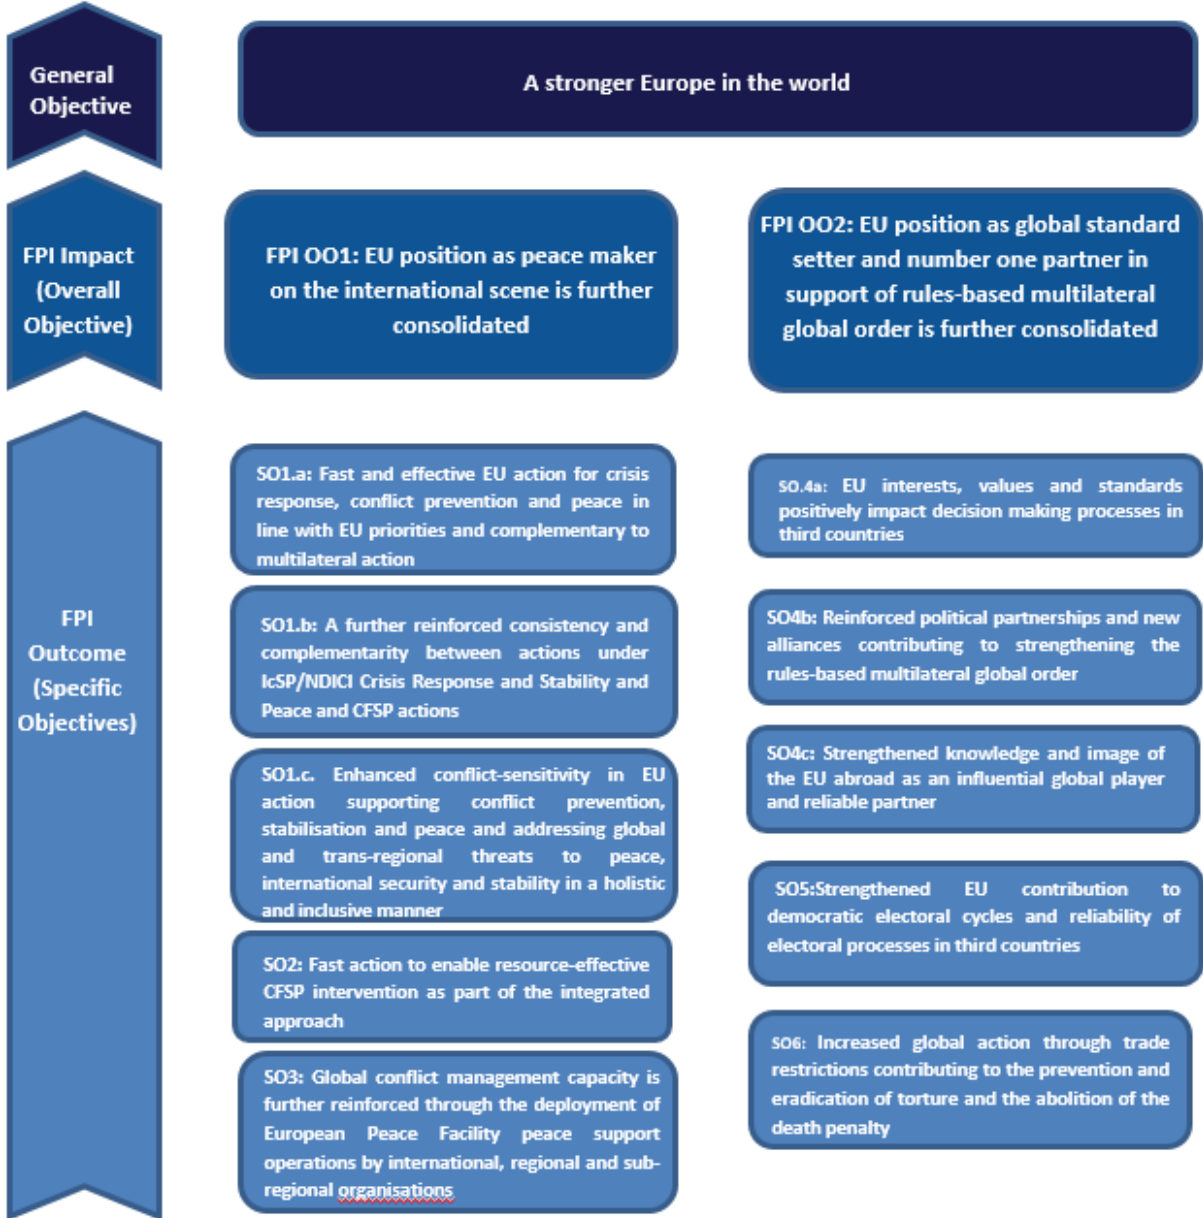 General
Objective
A stronger Europe in the world
FPI Impact
(Overall
Objective)
FPI OO1: EU position as peace maker
on the international scene is further
consolidated
FPI OO2: EU position as global standard
setter and number one partner in
support of rules-based multilateral
global order is further consolidated
FPI
Outcome
(Specific
Objectives)
SO1.a: Fast and effective EU action for crisis
response, conflict prevention and peace in
line with EU priorities and complementary to
multilateral action
SO1.b: A further reinforced consistency and
complementarity between actions under
IcSP/NDICI Crisis Response and Stability and
Peace and CFSP actions
SO1.c. Enhanced conflict-sensitivity in EU
action supporting conflict prevention,
stabilisation and peace and addressing global
and trans-regional threats to peace,
international security and stability in a holistic
and inclusive manner
SO2: Fast action to enable resource-effective
CFSP intervention as part of the integrated
approach
SO3: Global conflict management capacity is
further reinforced through the deployment of
European Peace Facility peace support
operations by international, regional and sub-
regional organisations
SO.4a: EU interests, values and standards
positively impact decision making processes in
third countries
SO4b: Reinforced political partnerships and new
alliances contributing to strengthening the
rules-based multilateral global order
SO4c: Strengthened knowledge and image of
the EU abroad as an influential global player
and reliable partner
SO5:Strengthened EU contribution to
democratic electoral cycles and reliability of
electoral processes in third countries
SO6: Increased global action through trade
restrictions contributing to the prevention and
eradication of torture and the abolition of the
death penalty